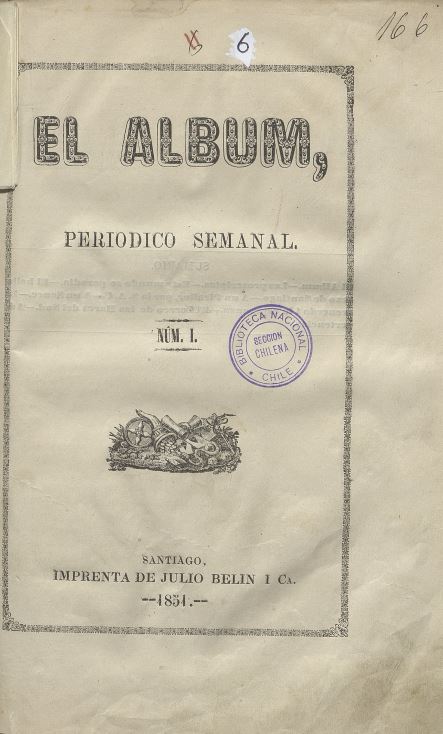 166
6
EL ALBUM,
PERIODICO SEMANAL.
NÚM. I.
BIBLIOTECA NACIONAL
SECCION
CHILENA
* CHILE *
SANTIAGO,
IMPRENTA DE JULIO BELIN I CA.
--1851.--